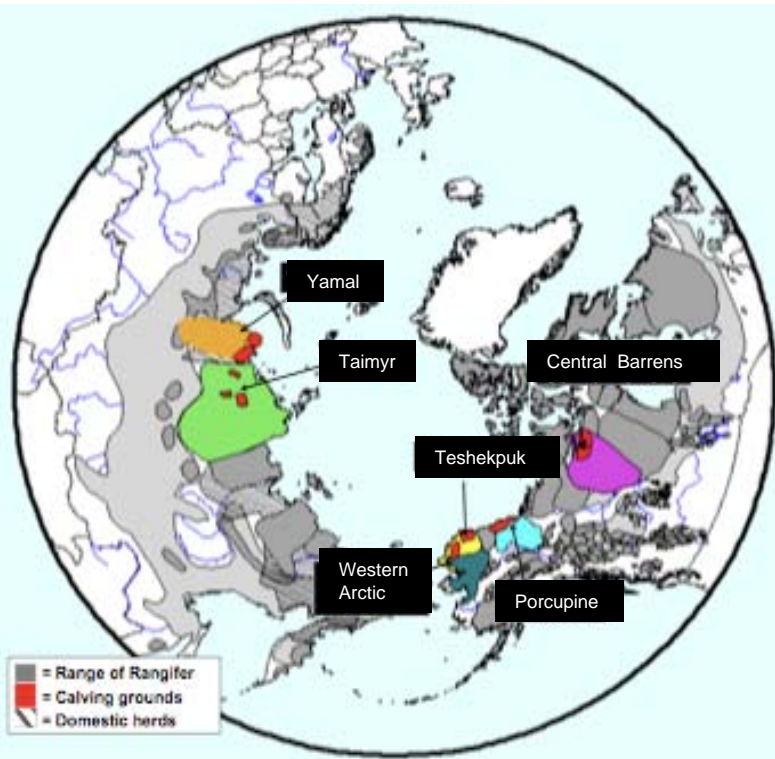 Yamal
Taimyr
Central Barrens
Teshekpuk
Western
Arctic
Porcupine
= Range of Rangifer
= Calving grounds
= Domestic herds